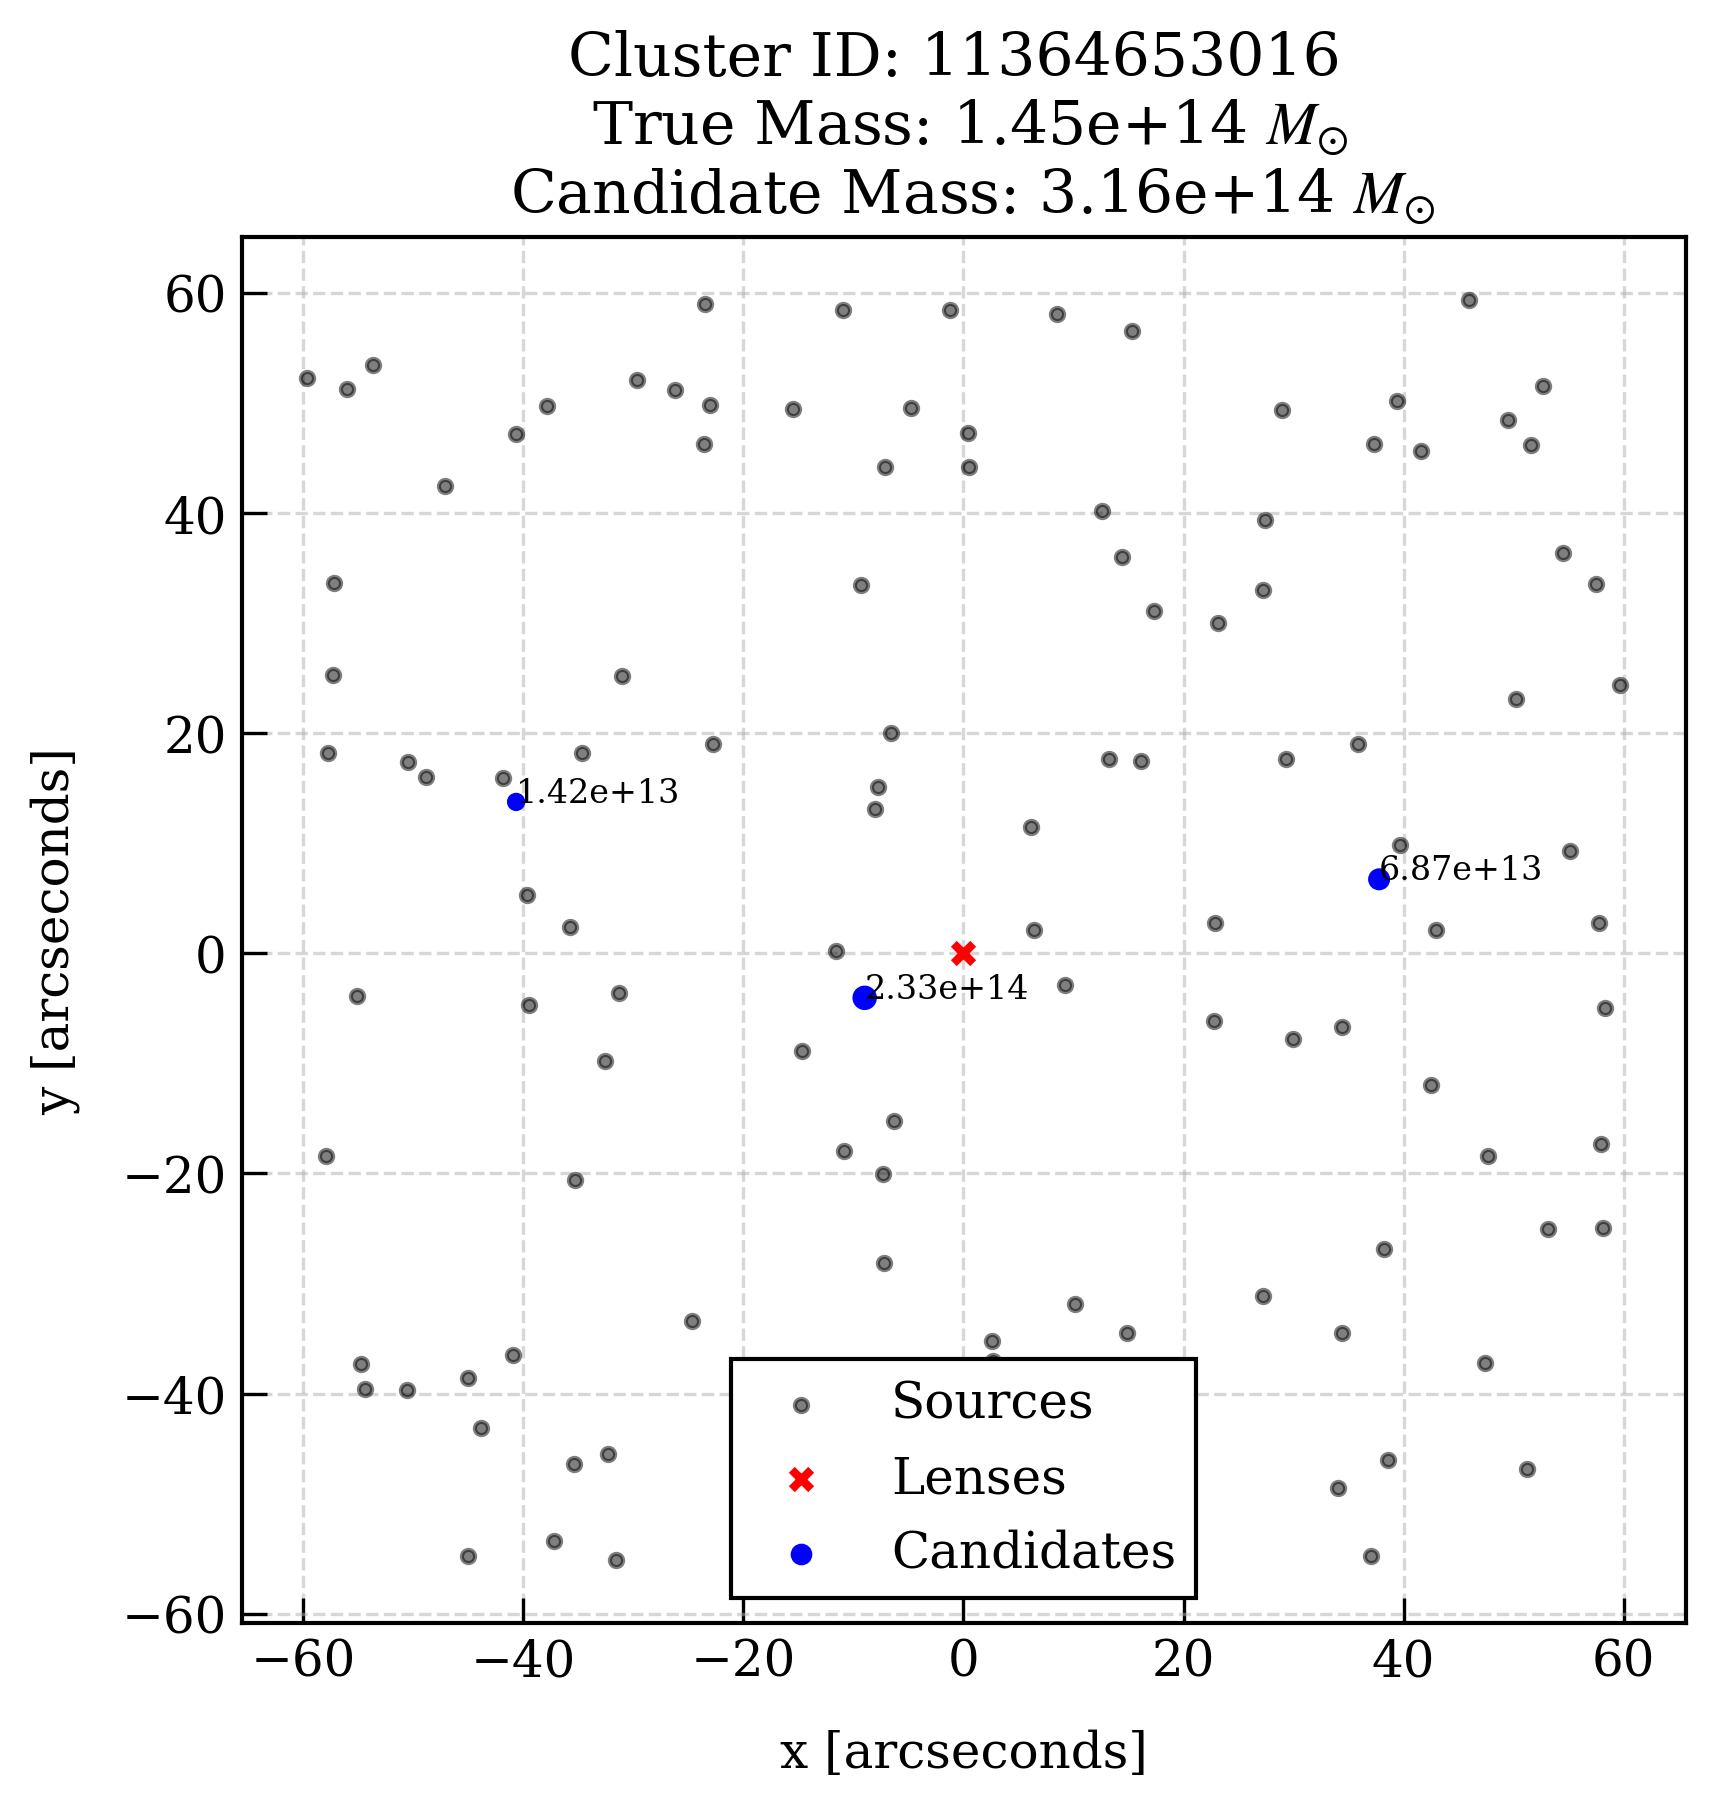 Cluster ID: 11364653016
True Mass: 1.45e+14 M⊙
Candidate Mass: 3.16e+14 M⊙
60
40
20
0
−20
−40
−60
y [arcseconds]
1.42e+13
6.87e+13
2.33e+14
Sources
Lenses
Candidates
−60 −40 −20 0 20 40 60
x [arcseconds]